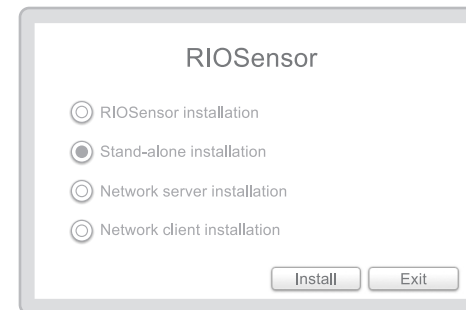 RIOSensor
RIOSensor installation
Stand-alone installation
Network server installation
Network client installation
Install
Exit